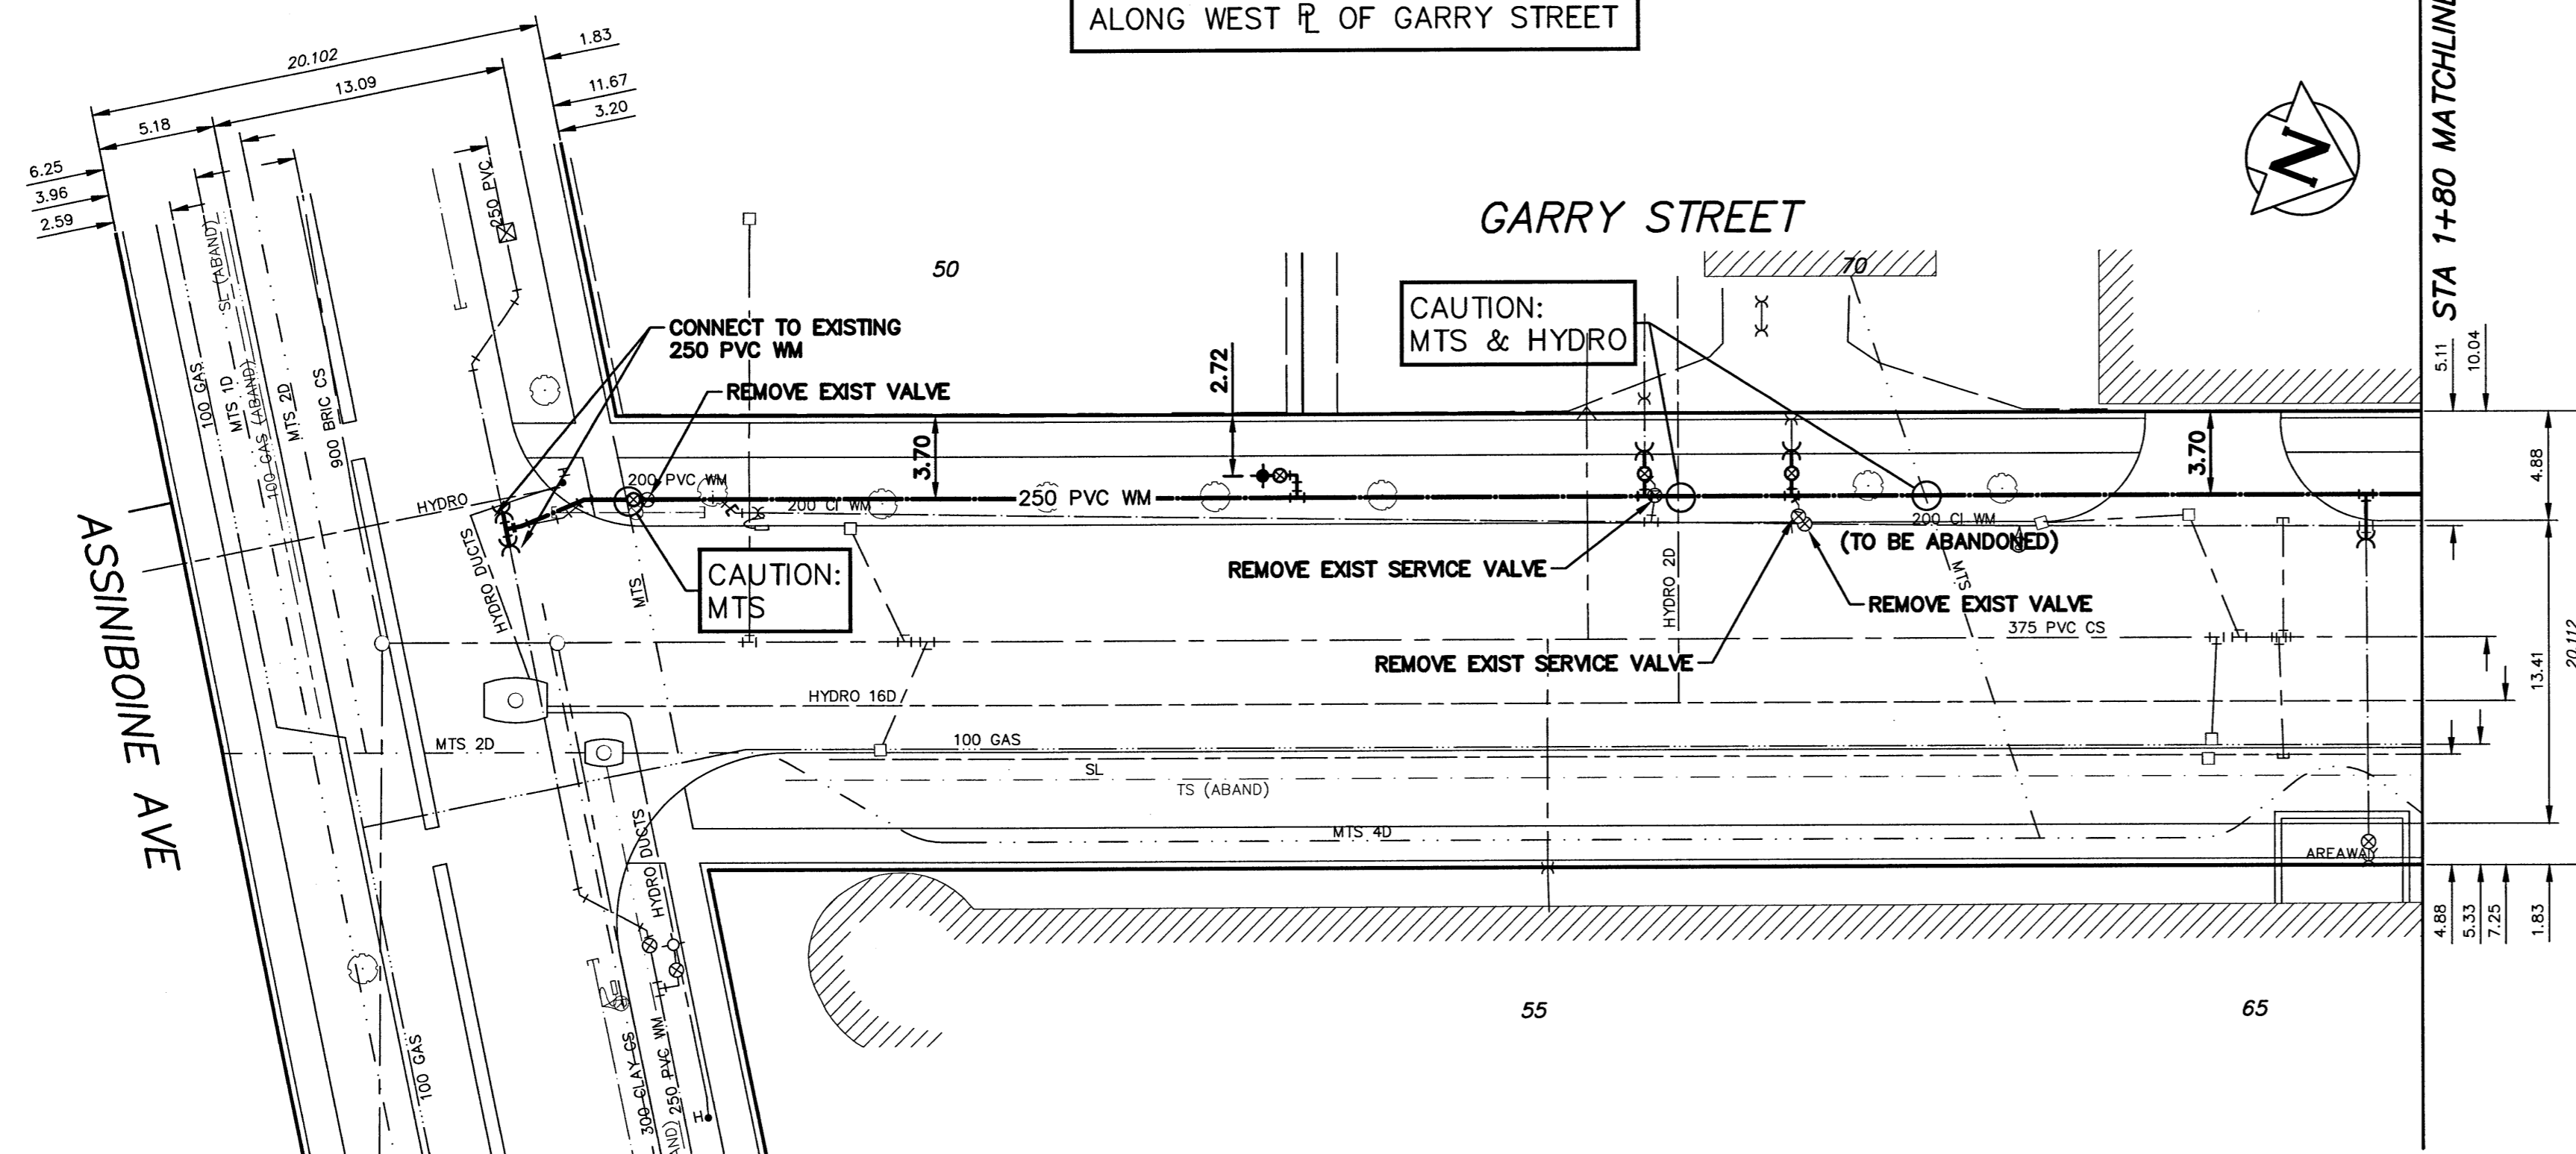 ALONG WEST ℙL OF GARRY STREET
STA 1+80 MATCHLINE
20.102
13.09
5.18
1.83
11.67
3.20
6.25
3.96
2.59
N
GARRY STREET
50
70
250 PVC
SL (ABAND)
100 GAS
MTS 1D
100 GAS (ABAND)
MTS 2D
900 BRIC CS
CONNECT TO EXISTING
250 PVC WM
REMOVE EXIST VALVE
CAUTION:
MTS & HYDRO
2.72
3.70
3.70
5.11
10.04
4.88
13.41
20.112
HYDRO
H
200 PVC WM
200 CI WM
250 PVC WM
200 CI WM
(TO BE ABANDONED)
HYDRO DUCTS
MTS
CAUTION:
MTS
REMOVE EXIST SERVICE VALVE
HYDRO 2D
MTS
REMOVE EXIST VALVE
375 PVC CS
REMOVE EXIST SERVICE VALVE
ASSINIBOINE AVE
HYDRO 16D
MTS 2D
100 GAS
SL
TS (ABAND)
MTS 4D
AREAWAY
HYDRO DUCTS
4.88
5.33
7.25
1.83
55
65
100 GAS
300 CLAY CS
250 PVC WM
H